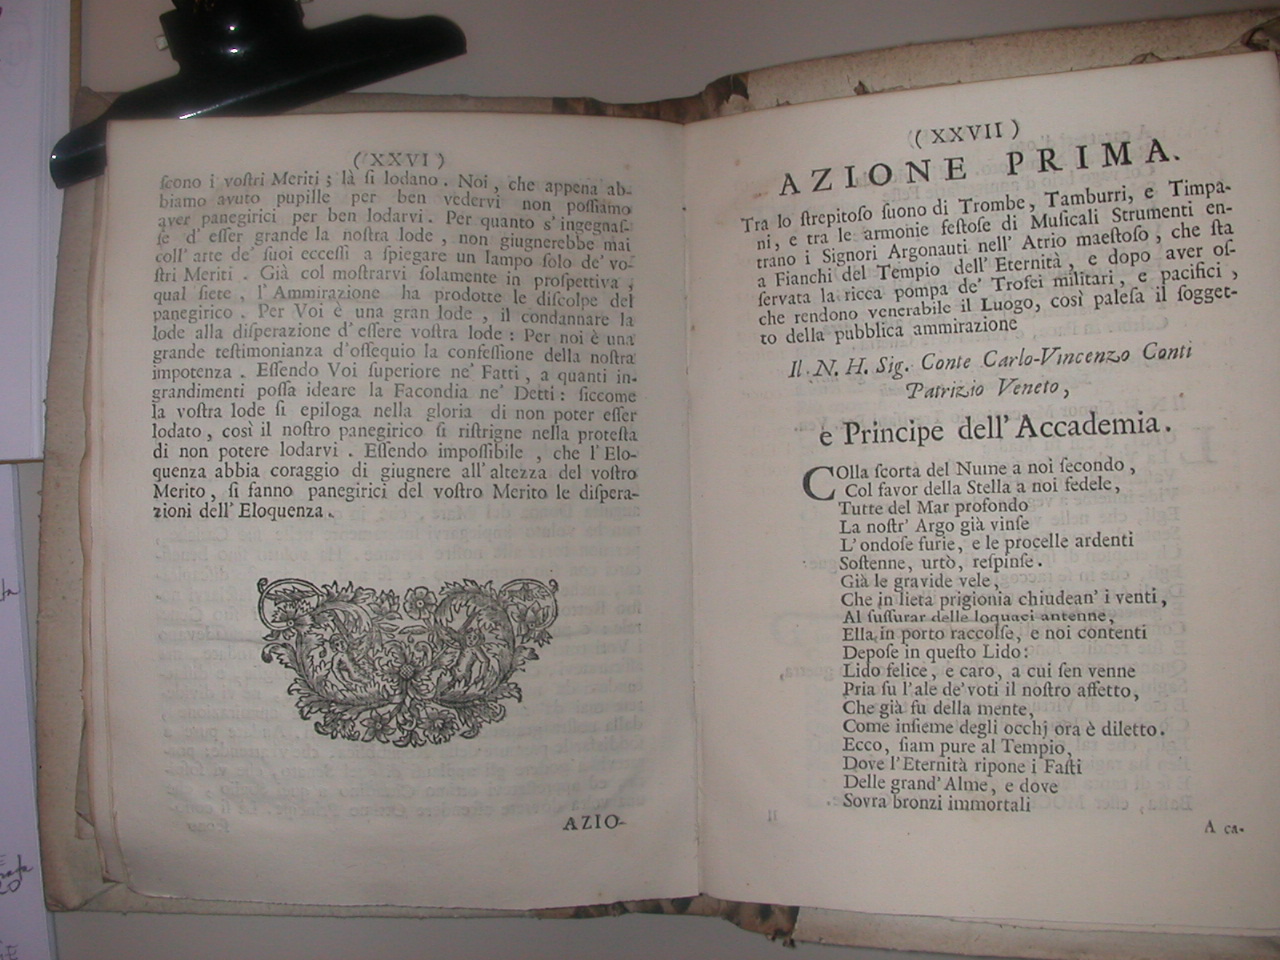 (XXVI)
ſcono i voſtri Meriti; là ſi lodano. Noi, che appena ab-
biamo avuto pupille per ben vedervi non poſſiamo
aver panegirici per ben lodarvi. Per quanto s'ingegnaſ-
ſe d'eſſer grande la noſtra lode, non giugnerebbe mai
coll'arte de' ſuoi ecceſſi a ſpiegare un lampo ſolo de' vo-
ſtri Meriti. Già col moſtrarvi ſolamente in proſpettiva,
qual ſiete, l'Ammirazione ha prodotte le diſcolpe del
panegirico. Per Voi è una gran lode, il condannare la
lode alla diſperazione d'eſſere voſtra lode: Per noi è una
grande teſtimonianza d'oſſequio la confeſſione della noſtra
impotenza. Eſſendo Voi ſuperiore ne' Fatti, a quanti in-
grandimenti poſſa ideare la Facondia ne' Detti: ſiccome
la voſtra lode ſi epiloga nella gloria di non poter eſſer
lodato, così il noſtro panegirico ſi riſtrigne nella proteſta
di non potere lodarvi. Eſſendo impoſſibile, che l'Elo-
quenza abbia coraggio di giugnere all'altezza del voſtro
Merito, ſi fanno panegirici del voſtro Merito le diſpera-
zioni dell'Eloquenza.
AZIO-
(XXVII)
AZIONE PRIMA.
Tra lo ſtrepitoſo ſuono di Trombe, Tamburri, e Timpa-
ni, e tra le armonie feſtoſe di Muſicali Strumenti en-
trano i Signori Argonauti nell'Atrio maeſtoſo, che ſta
a Fianchi del Tempio dell'Eternità, e dopo aver oſ-
ſervata la ricca pompa de' Trofei militari, e pacifici,
che rendono venerabile il Luogo, così paleſa il ſogget-
to della pubblica ammirazione
Il N. H. Sig. Conte Carlo-Vincenzo Conti
Patrizio Veneto,
e Principe dell'Accademia.
COlla ſcorta del Nume a noi ſecondo,
Col favor della Stella a noi fedele,
Tutte del Mar profondo
La noſtr'Argo già vinſe
L'ondoſe furie, e le procelle ardenti
Soſtenne, urtò, reſpinſe.
Già le gravide vele,
Che in lieta prigionia chiudean' i venti,
Al ſuſſurar delle loquaci antenne,
Ella in porto raccolſe, e noi contenti
Depoſe in queſto Lido:
Lido felice, e caro, a cui ſen venne
Pria ſu l'ale de' voti il noſtro affetto,
Che già fu della mente,
Come inſieme degli occhj ora è diletto.
Ecco, ſiam pure al Tempio,
Dove l'Eternità ripone i Faſti
Delle grand'Alme, e dove
Sovra bronzi immortali
A ca-